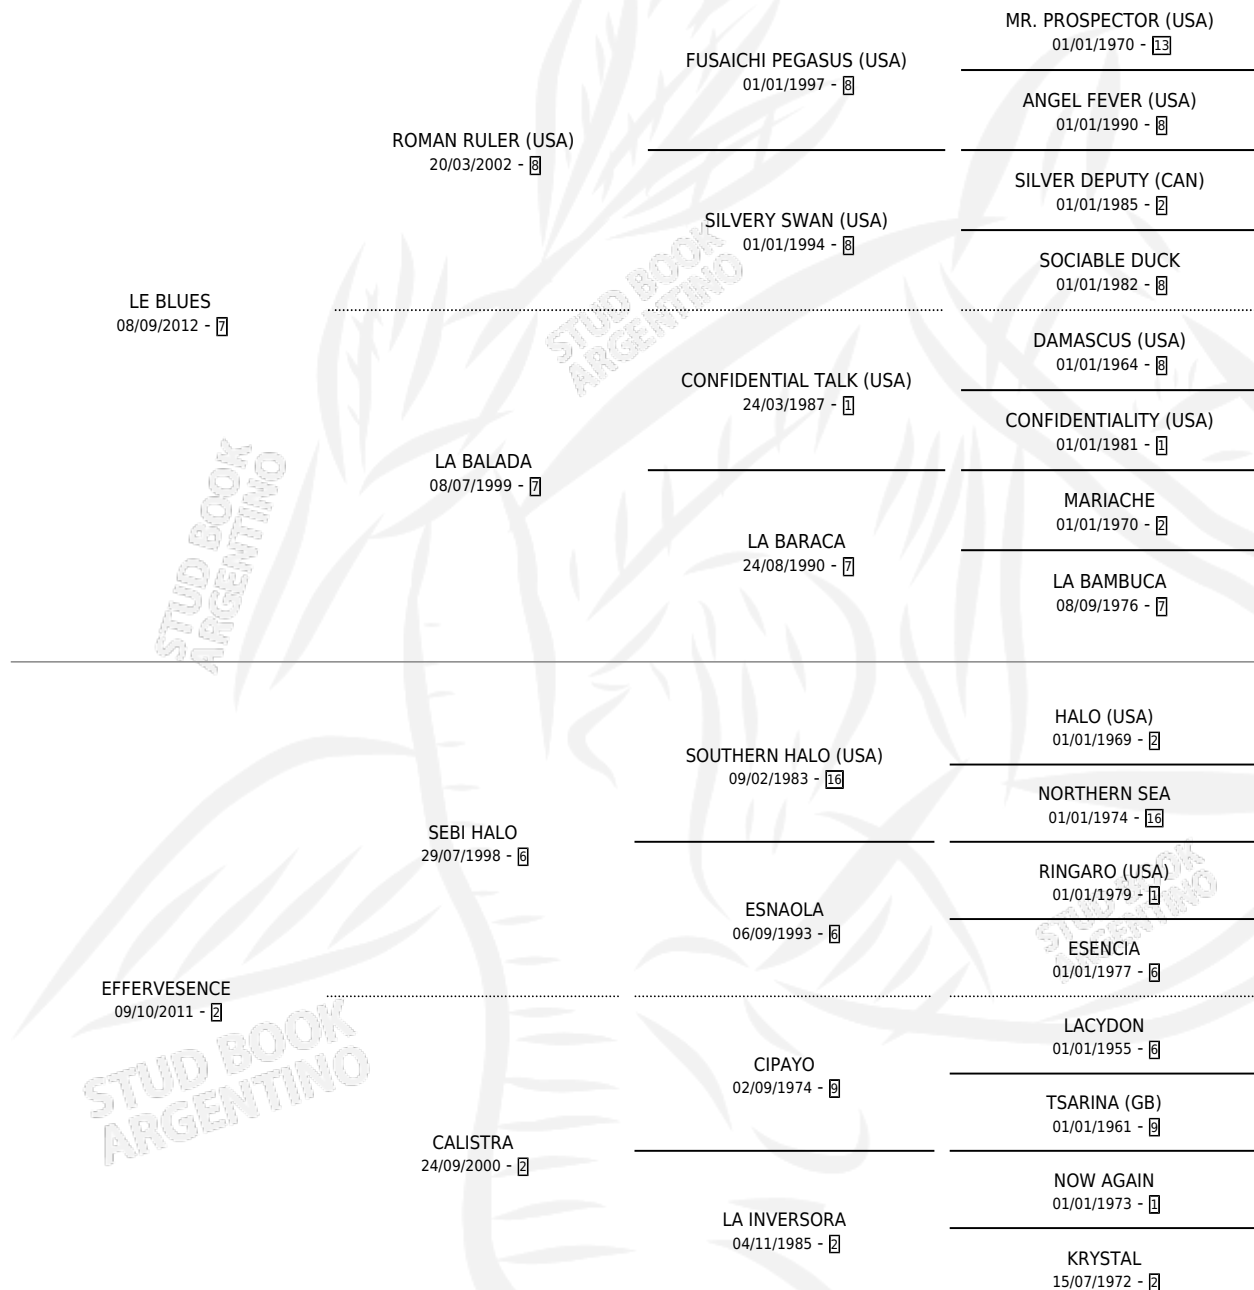 MR. PROSPECTOR (USA)
01/01/1970 - 13
FUSAICHI PEGASUS (USA)
01/01/1997 - 8
ANGEL FEVER (USA)
01/01/1990 - 8
ROMAN RULER (USA)
20/03/2002 - 8
SILVER DEPUTY (CAN)
01/01/1985 - 2
SILVERY SWAN (USA)
01/01/1994 - 8
SOCIABLE DUCK
01/01/1982 - 8
LE BLUES
08/09/2012 - 7
DAMASCUS (USA)
01/01/1964 - 8
CONFIDENTIAL TALK (USA)
24/03/1987 - 1
CONFIDENTIALITY (USA)
01/01/1981 - 1
LA BALADA
08/07/1999 - 7
MARIACHE
01/01/1970 - 2
LA BARACA
24/08/1990 - 7
LA BAMBUCA
08/09/1976 - 7
STUD BOOK
ARGENTINO
STUD BOOK
ARGENTINO
HALO (USA)
01/01/1969 - 2
SOUTHERN HALO (USA)
09/02/1983 - 16
NORTHERN SEA
01/01/1974 - 16
SEBI HALO
29/07/1998 - 6
RINGARO (USA)
01/01/1979 - 1
ESNAOLA
06/09/1993 - 6
ESENCIA
01/01/1977 - 6
EFFERVESENCE
09/10/2011 - 2
LACYDON
01/01/1955 - 6
CIPAYO
02/09/1974 - 9
TSARINA (GB)
01/01/1961 - 9
CALISTRA
24/09/2000 - 2
NOW AGAIN
01/01/1973 - 1
LA INVERSORA
04/11/1985 - 2
KRYSTAL
15/07/1972 - 2
STUD BOOK
ARGENTINO
STUD BOOK
ARGENTINO